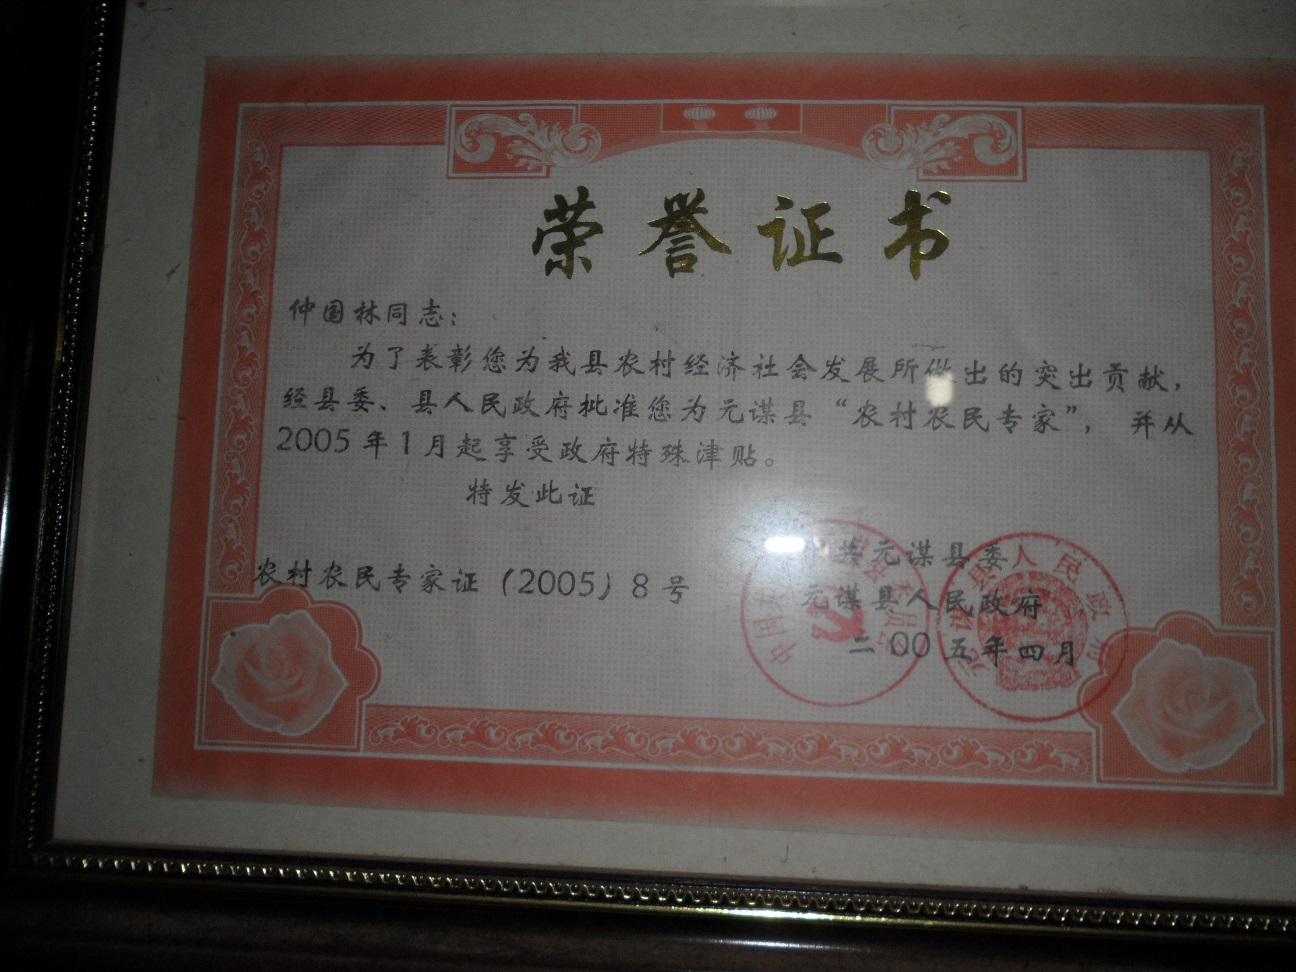 荣誉证书
仲国林同志：
为了表彰您为我县农村经济社会发展所做出的突出贡献，
经县委、县人民政府批准您为元谋县“农村农民专家”，并从
2005年1月起享受政府特殊津贴。
特发此证
农村农民专家证（2005）8号
中共元谋县委
元谋县人民政府
二00五年四月